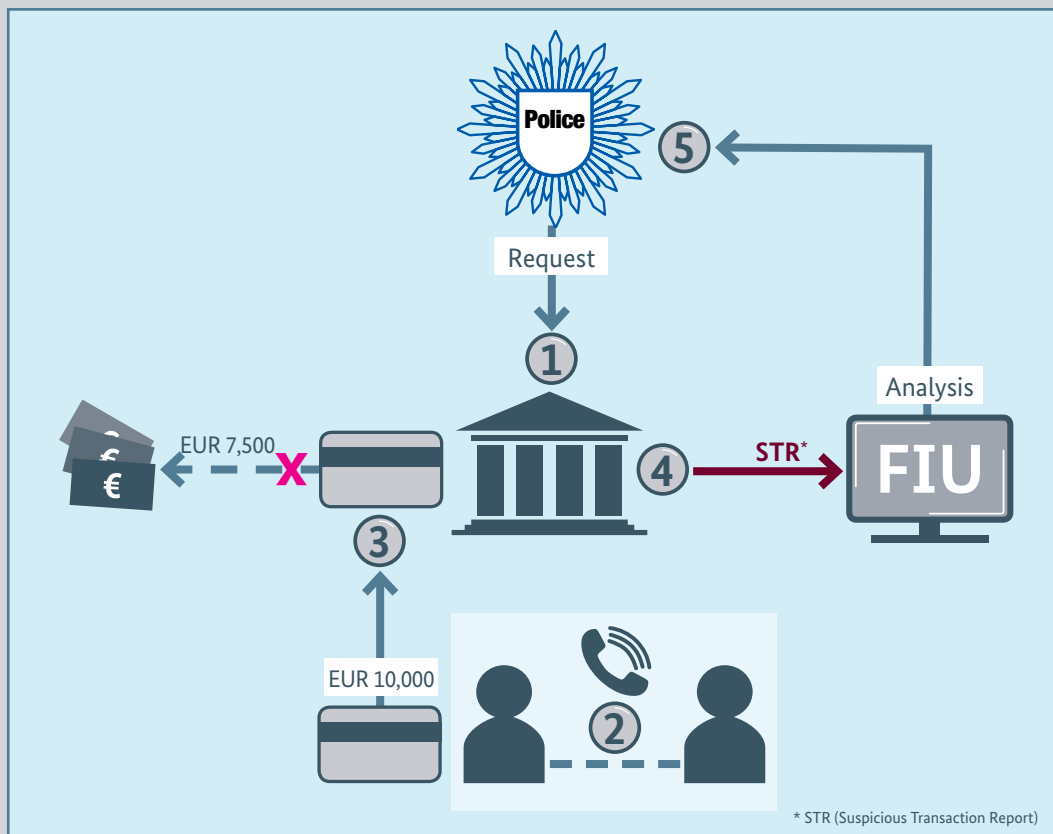 Police
5
Request
1
Analysis
EUR 7,500
X
€
€
€
4
STR*
FIU
3
EUR 10,000
2
* STR (Suspicious Transaction Report)